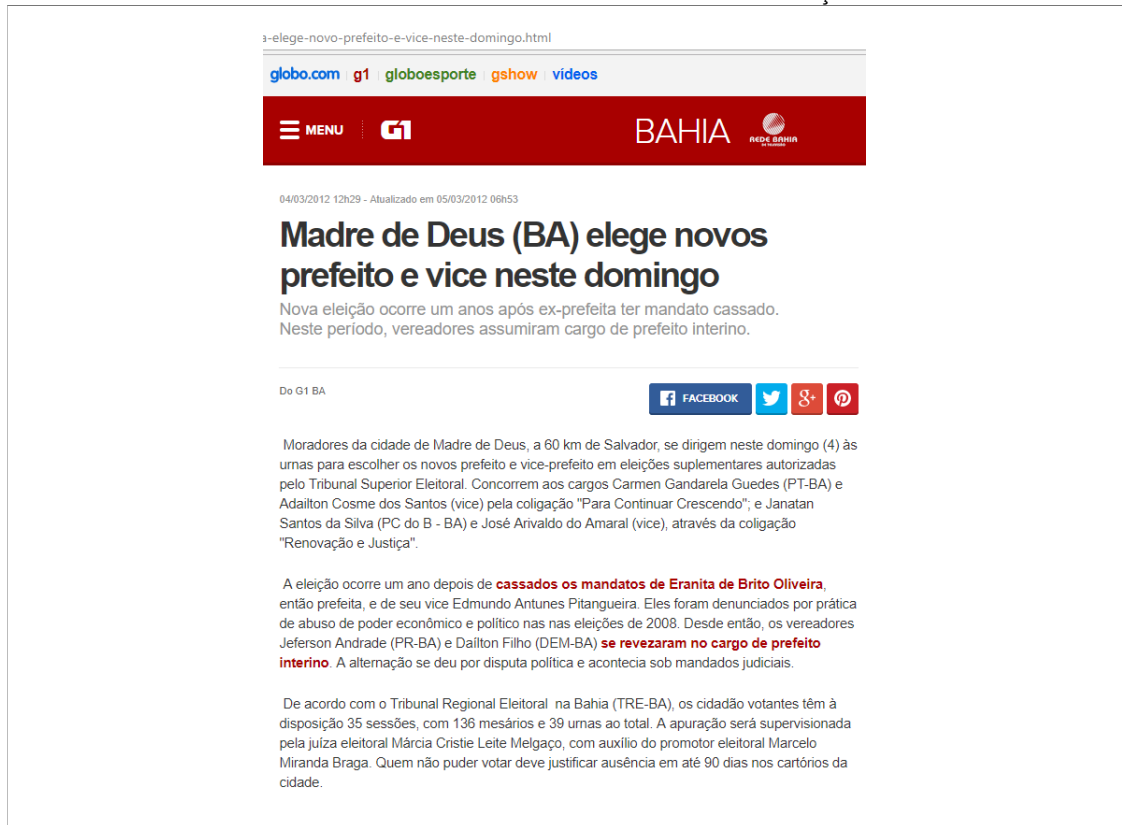 a-elege-novo-prefeito-e-vice-neste-domingo.html
globo.com g1 globoesporte gshow vídeos
MENU G1 BAHIA REDE BAHIA
04/03/2012 12h29 - Atualizado em 05/03/2012 06h53
Madre de Deus (BA) elege novos
prefeito e vice neste domingo
Nova eleição ocorre um anos após ex-prefeita ter mandato cassado.
Neste período, vereadores assumiram cargo de prefeito interino.
Do G1 BA
FACEBOOK
Moradores da cidade de Madre de Deus, a 60 km de Salvador, se dirigem neste domingo (4) às
urnas para escolher os novos prefeito e vice-prefeito em eleições suplementares autorizadas
pelo Tribunal Superior Eleitoral. Concorrem aos cargos Carmen Gandarela Guedes (PT-BA) e
Adailton Cosme dos Santos (vice) pela coligação "Para Continuar Crescendo"; e Janatan
Santos da Silva (PC do B - BA) e José Arivaldo do Amaral (vice), através da coligação
"Renovação e Justiça".
A eleição ocorre um ano depois de cassados os mandatos de Eranita de Brito Oliveira,
então prefeita, e de seu vice Edmundo Antunes Pitangueira. Eles foram denunciados por prática
de abuso de poder econômico e político nas nas eleições de 2008. Desde então, os vereadores
Jeferson Andrade (PR-BA) e Daílton Filho (DEM-BA) se revezaram no cargo de prefeito
interino. A alternação se deu por disputa política e acontecia sob mandados judiciais.
De acordo com o Tribunal Regional Eleitoral na Bahia (TRE-BA), os cidadão votantes têm à
disposição 35 sessões, com 136 mesários e 39 urnas ao total. A apuração será supervisionada
pela juíza eleitoral Márcia Cristie Leite Melgaço, com auxílio do promotor eleitoral Marcelo
Miranda Braga. Quem não puder votar deve justificar ausência em até 90 dias nos cartórios da
cidade.